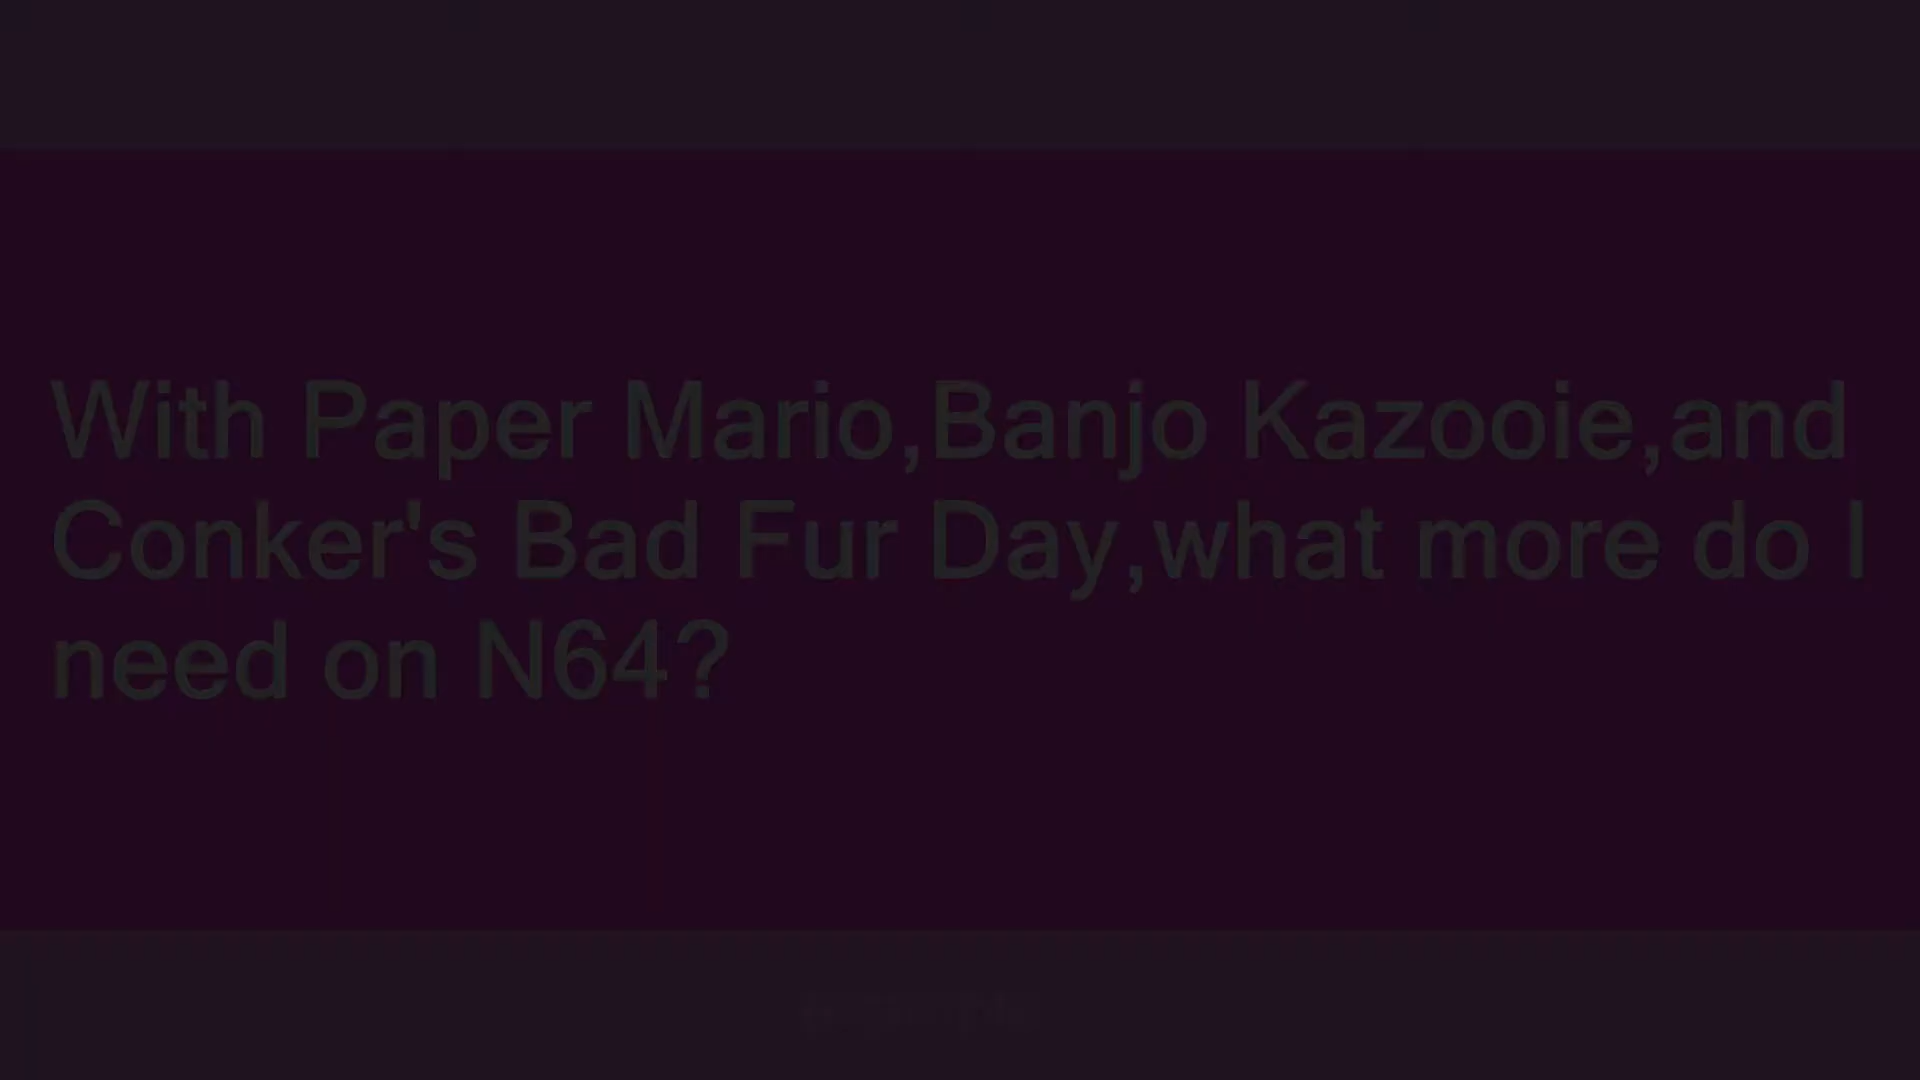 With Paper Mario,Banjo Kazooie,and
Conker's Bad Fur Day,what more do I
need on N64?